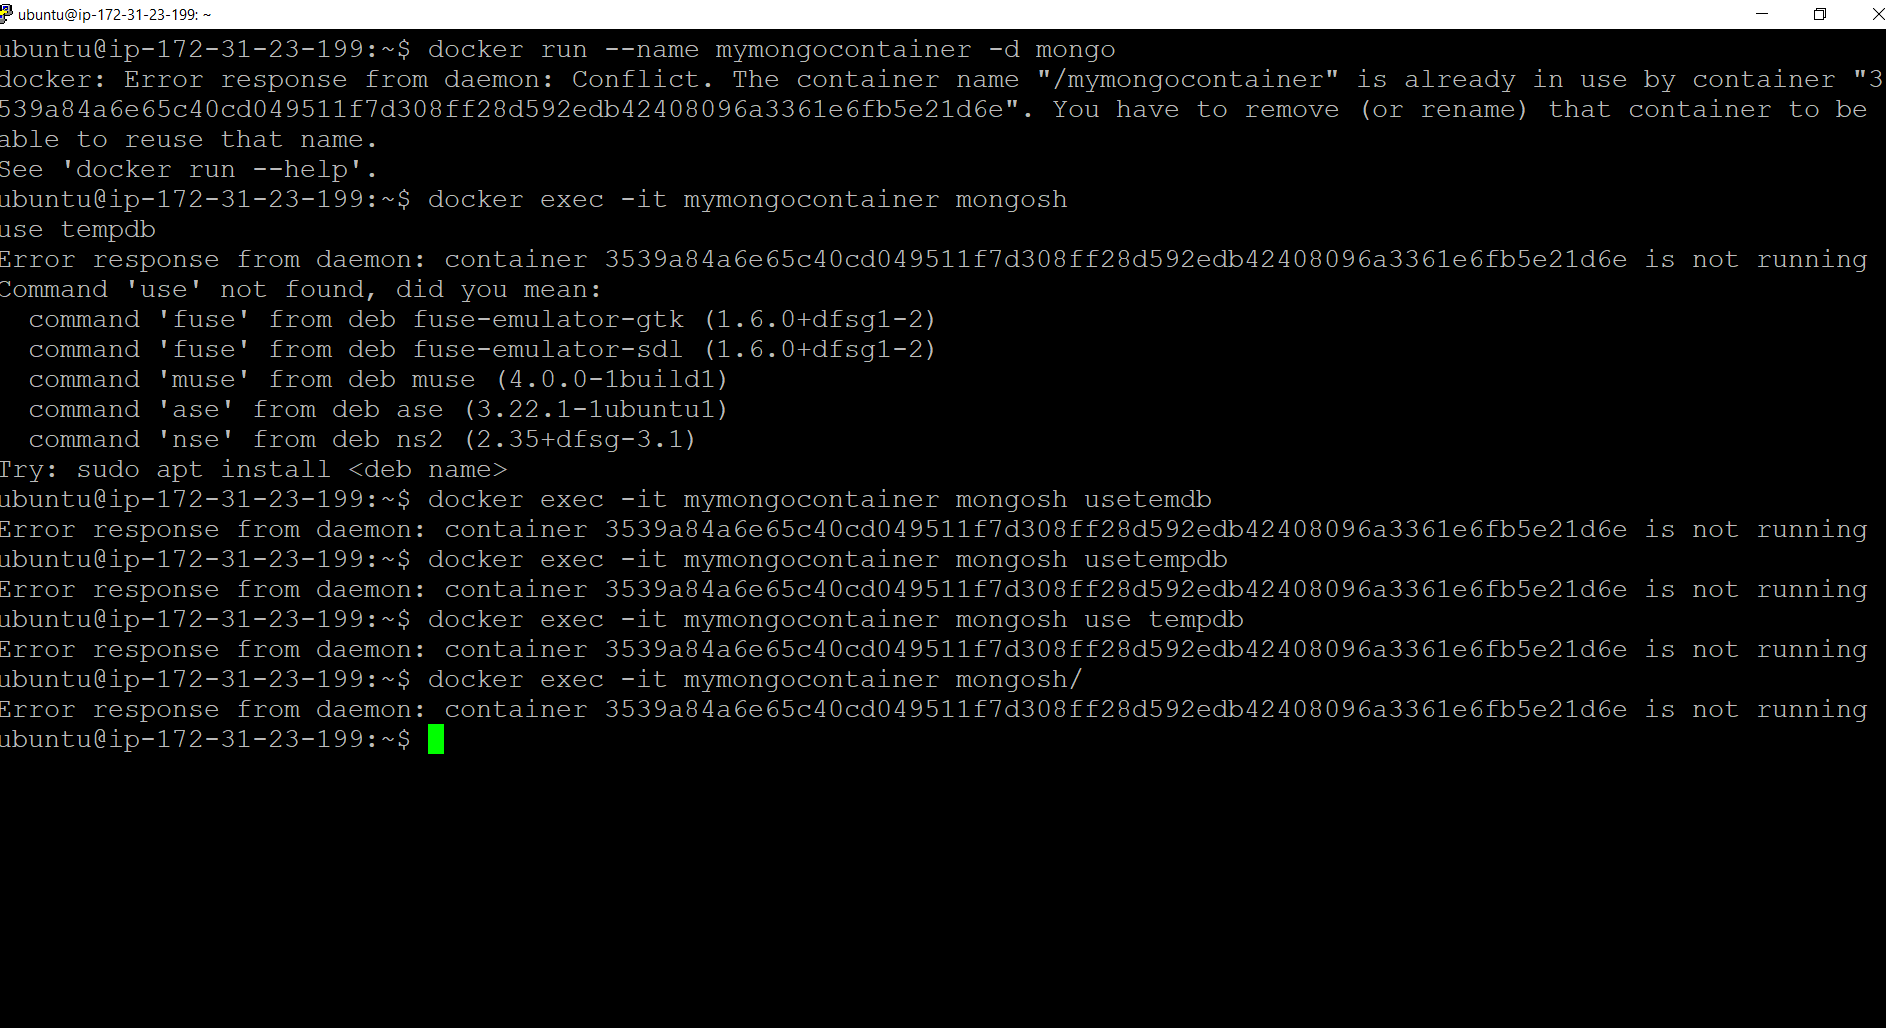 ubuntu@ip-172-31-23-199: ~
ubuntu@ip-172-31-23-199:~$ docker run --name mymongocontainer -d mongo
docker: Error response from daemon: Conflict. The container name "/mymongocontainer" is already in use by container "3
539a84a6e65c40cd049511f7d308ff28d592edb42408096a3361e6fb5e21d6e". You have to remove (or rename) that container to be
able to reuse that name.
See 'docker run --help'.
ubuntu@ip-172-31-23-199:~$ docker exec -it mymongocontainer mongosh
use tempdb
Error response from daemon: container 3539a84a6e65c40cd049511f7d308ff28d592edb42408096a3361e6fb5e21d6e is not running
Command 'use' not found, did you mean:
  command 'fuse' from deb fuse-emulator-gtk (1.6.0+dfsg1-2)
  command 'fuse' from deb fuse-emulator-sdl (1.6.0+dfsg1-2)
  command 'muse' from deb muse (4.0.0-1build1)
  command 'ase' from deb ase (3.22.1-1ubuntu1)
  command 'nse' from deb ns2 (2.35+dfsg-3.1)
Try: sudo apt install <deb name>
ubuntu@ip-172-31-23-199:~$ docker exec -it mymongocontainer mongosh usetemdb
Error response from daemon: container 3539a84a6e65c40cd049511f7d308ff28d592edb42408096a3361e6fb5e21d6e is not running
ubuntu@ip-172-31-23-199:~$ docker exec -it mymongocontainer mongosh usetempdb
Error response from daemon: container 3539a84a6e65c40cd049511f7d308ff28d592edb42408096a3361e6fb5e21d6e is not running
ubuntu@ip-172-31-23-199:~$ docker exec -it mymongocontainer mongosh use tempdb
Error response from daemon: container 3539a84a6e65c40cd049511f7d308ff28d592edb42408096a3361e6fb5e21d6e is not running
ubuntu@ip-172-31-23-199:~$ docker exec -it mymongocontainer mongosh/
Error response from daemon: container 3539a84a6e65c40cd049511f7d308ff28d592edb42408096a3361e6fb5e21d6e is not running
ubuntu@ip-172-31-23-199:~$